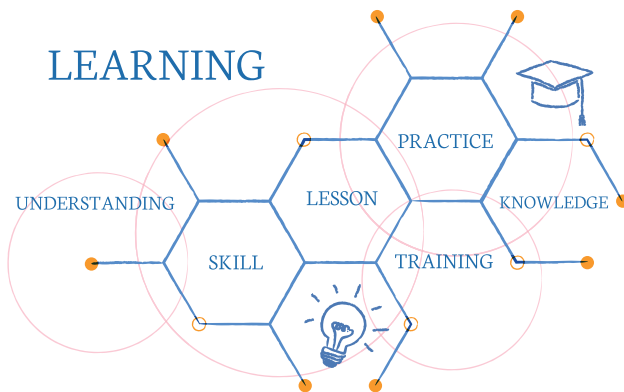 LEARNING
PRACTICE
UNDERSTANDING
LESSON
KNOWLEDGE
SKILL
TRAINING